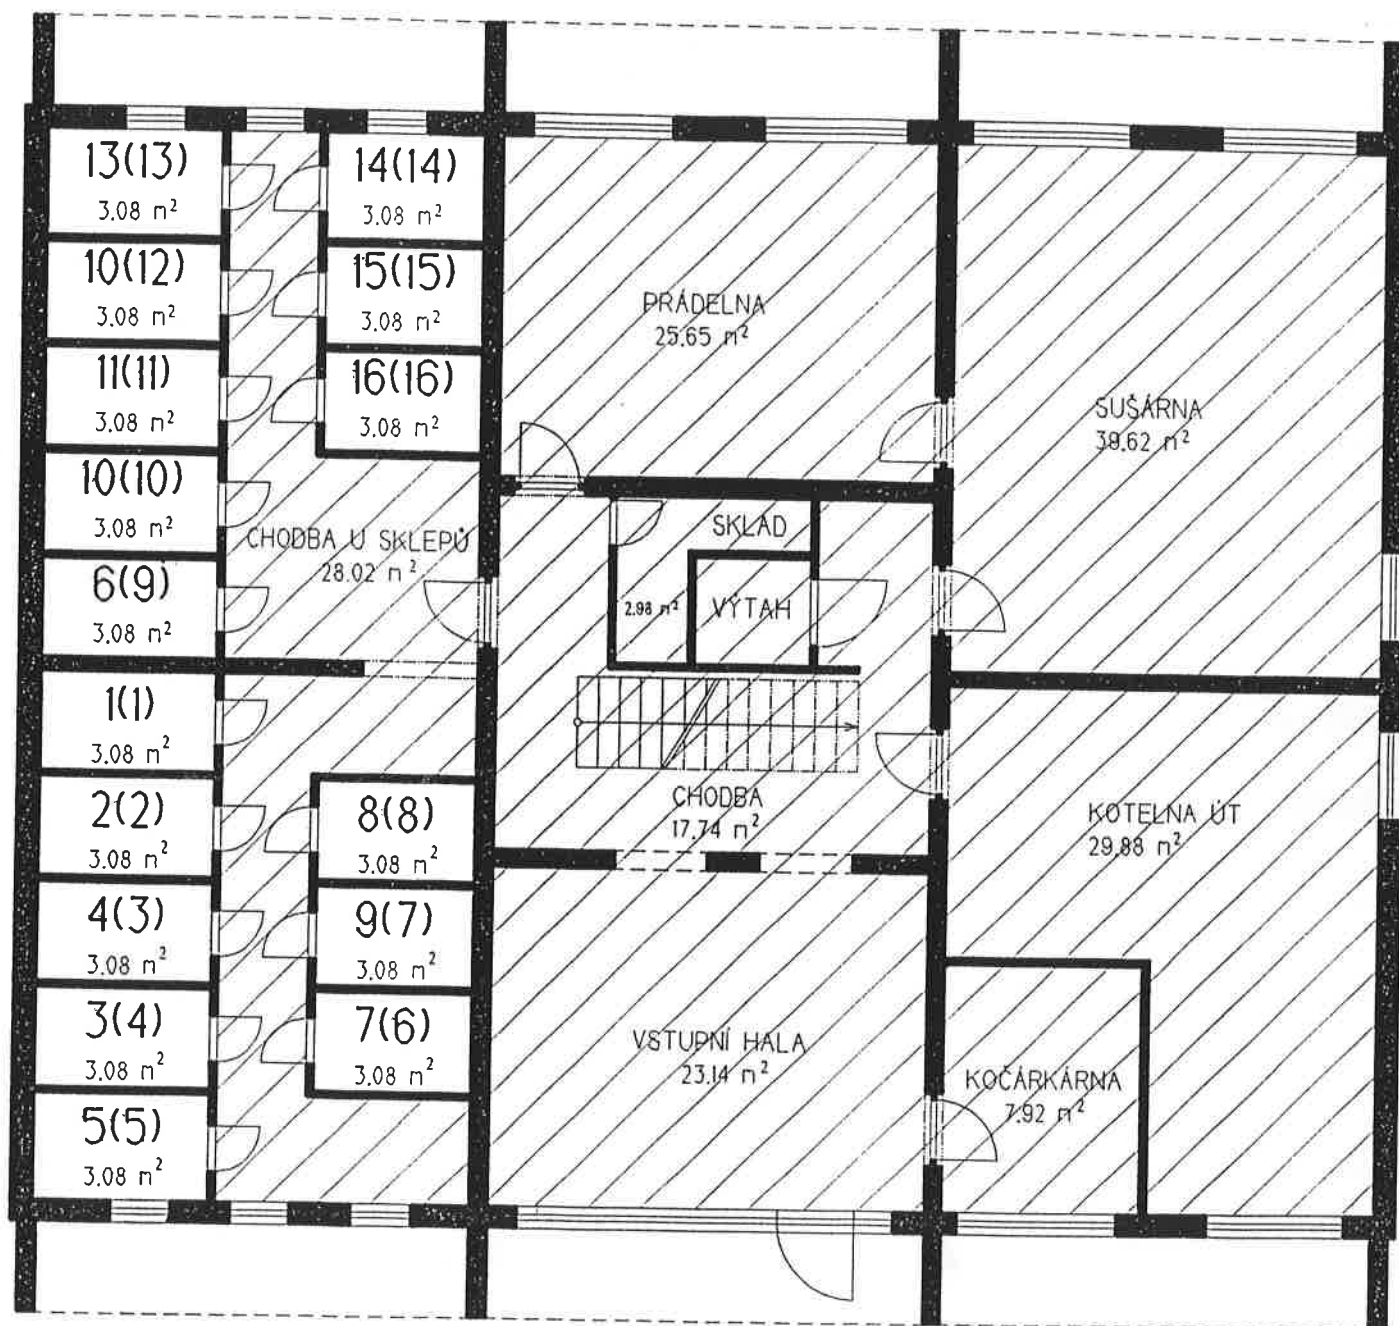 13(13)
3.08 m²
14(14)
3.08 m²
10(12)
3.08 m²
15(15)
3.08 m²
11(11)
3.08 m²
16(16)
3.08 m²
10(10)
3.08 m²
6(9)
3.08 m²
CHODBA U SKLEPŮ
28.02 m²
1(1)
3.08 m²
2(2)
3.08 m²
8(8)
3.08 m²
4(3)
3.08 m²
9(7)
3.08 m²
3(4)
3.08 m²
7(6)
3.08 m²
5(5)
3.08 m²
PRÁDELNA
25.65 m²
SUŠÁRNA
39.62 m²
SKLAD
2.98 m²
VÝTAH
CHODBA
17.74 m²
KOTELNA ÚT
29.88 m²
VSTUPNÍ HALA
23.14 m²
KOČÁRKÁRNA
7.92 m²